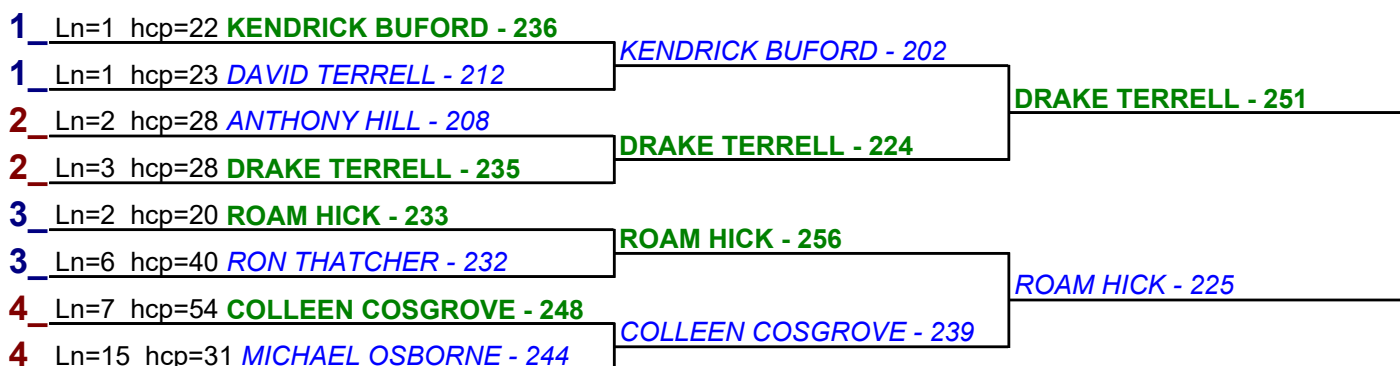 1_ Ln=1 hcp=22 KENDRICK BUFORD - 236
KENDRICK BUFORD - 202
1_ Ln=1 hcp=23 DAVID TERRELL - 212
DRAKE TERRELL - 251
2_ Ln=2 hcp=28 ANTHONY HILL - 208
DRAKE TERRELL - 224
2_ Ln=3 hcp=28 DRAKE TERRELL - 235
3_ Ln=2 hcp=20 ROAM HICK - 233
ROAM HICK - 256
3_ Ln=6 hcp=40 RON THATCHER - 232
ROAM HICK - 225
4_ Ln=7 hcp=54 COLLEEN COSGROVE - 248
COLLEEN COSGROVE - 239
4 Ln=15 hcp=31 MICHAEL OSBORNE - 244